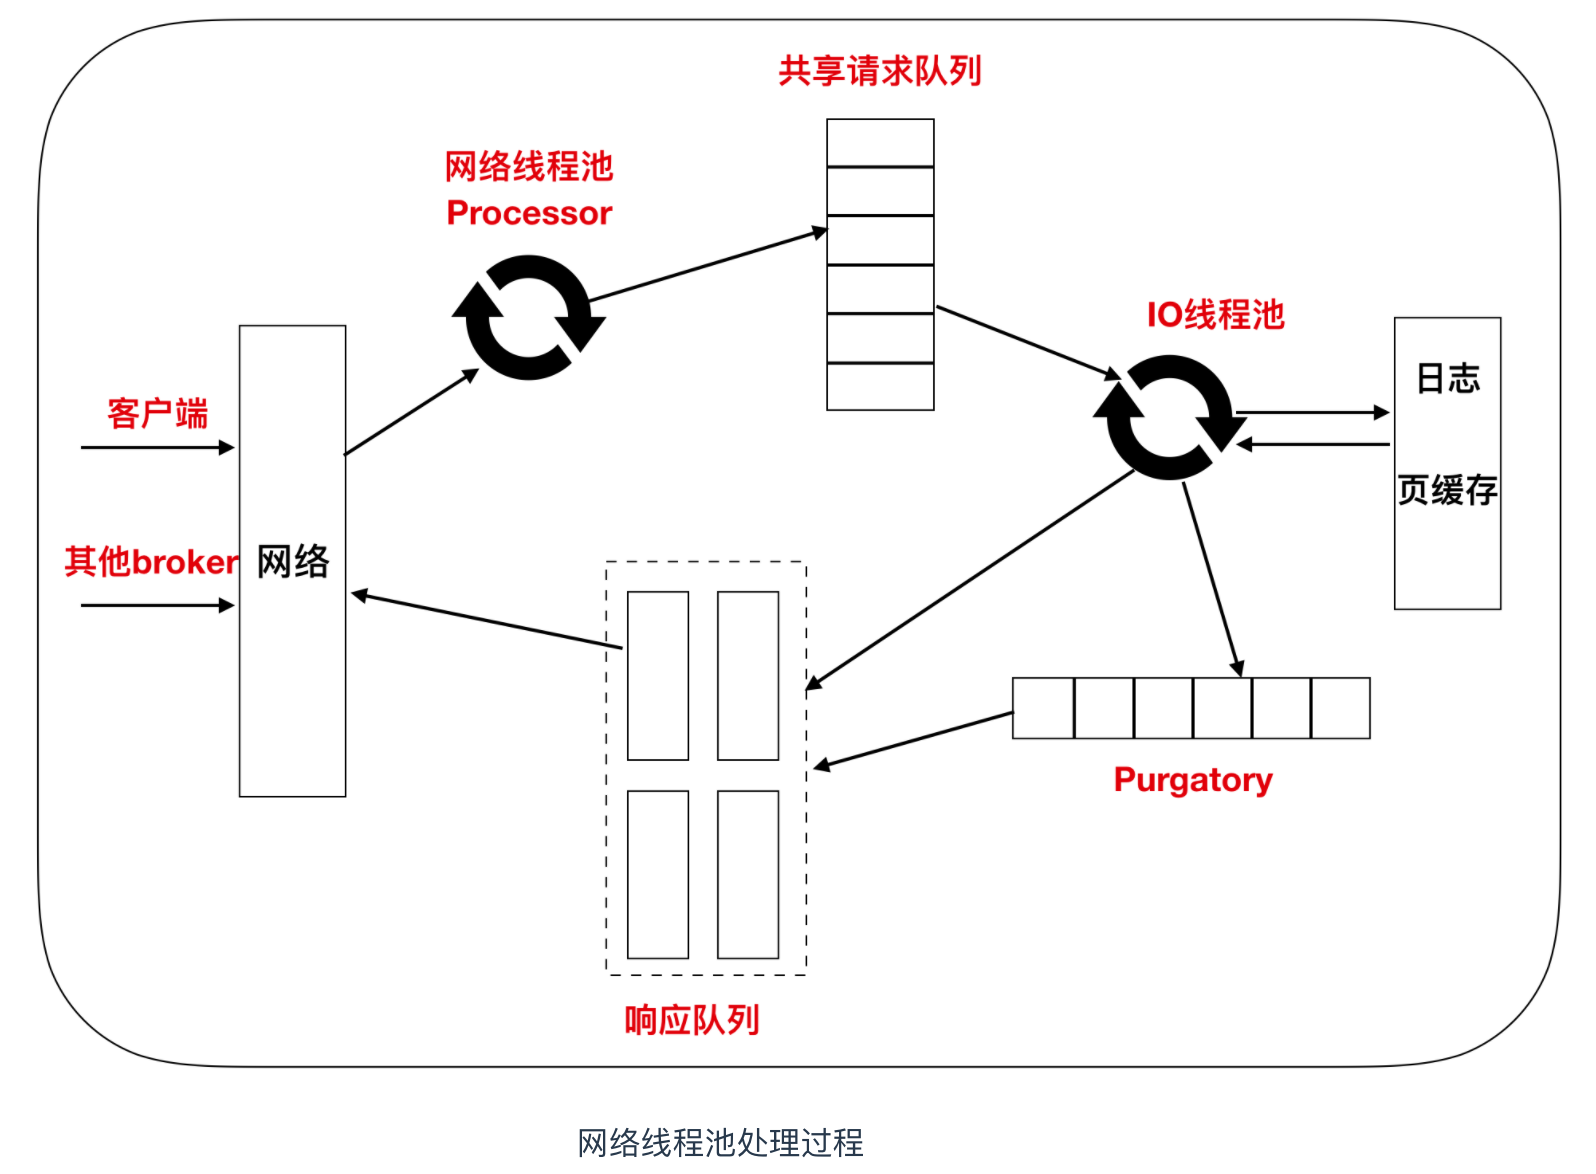 共享请求队列
网络线程池
Processor
IO线程池
日志
客户端
页缓存
其他broker
网络
Purgatory
响应队列
网络线程池处理过程